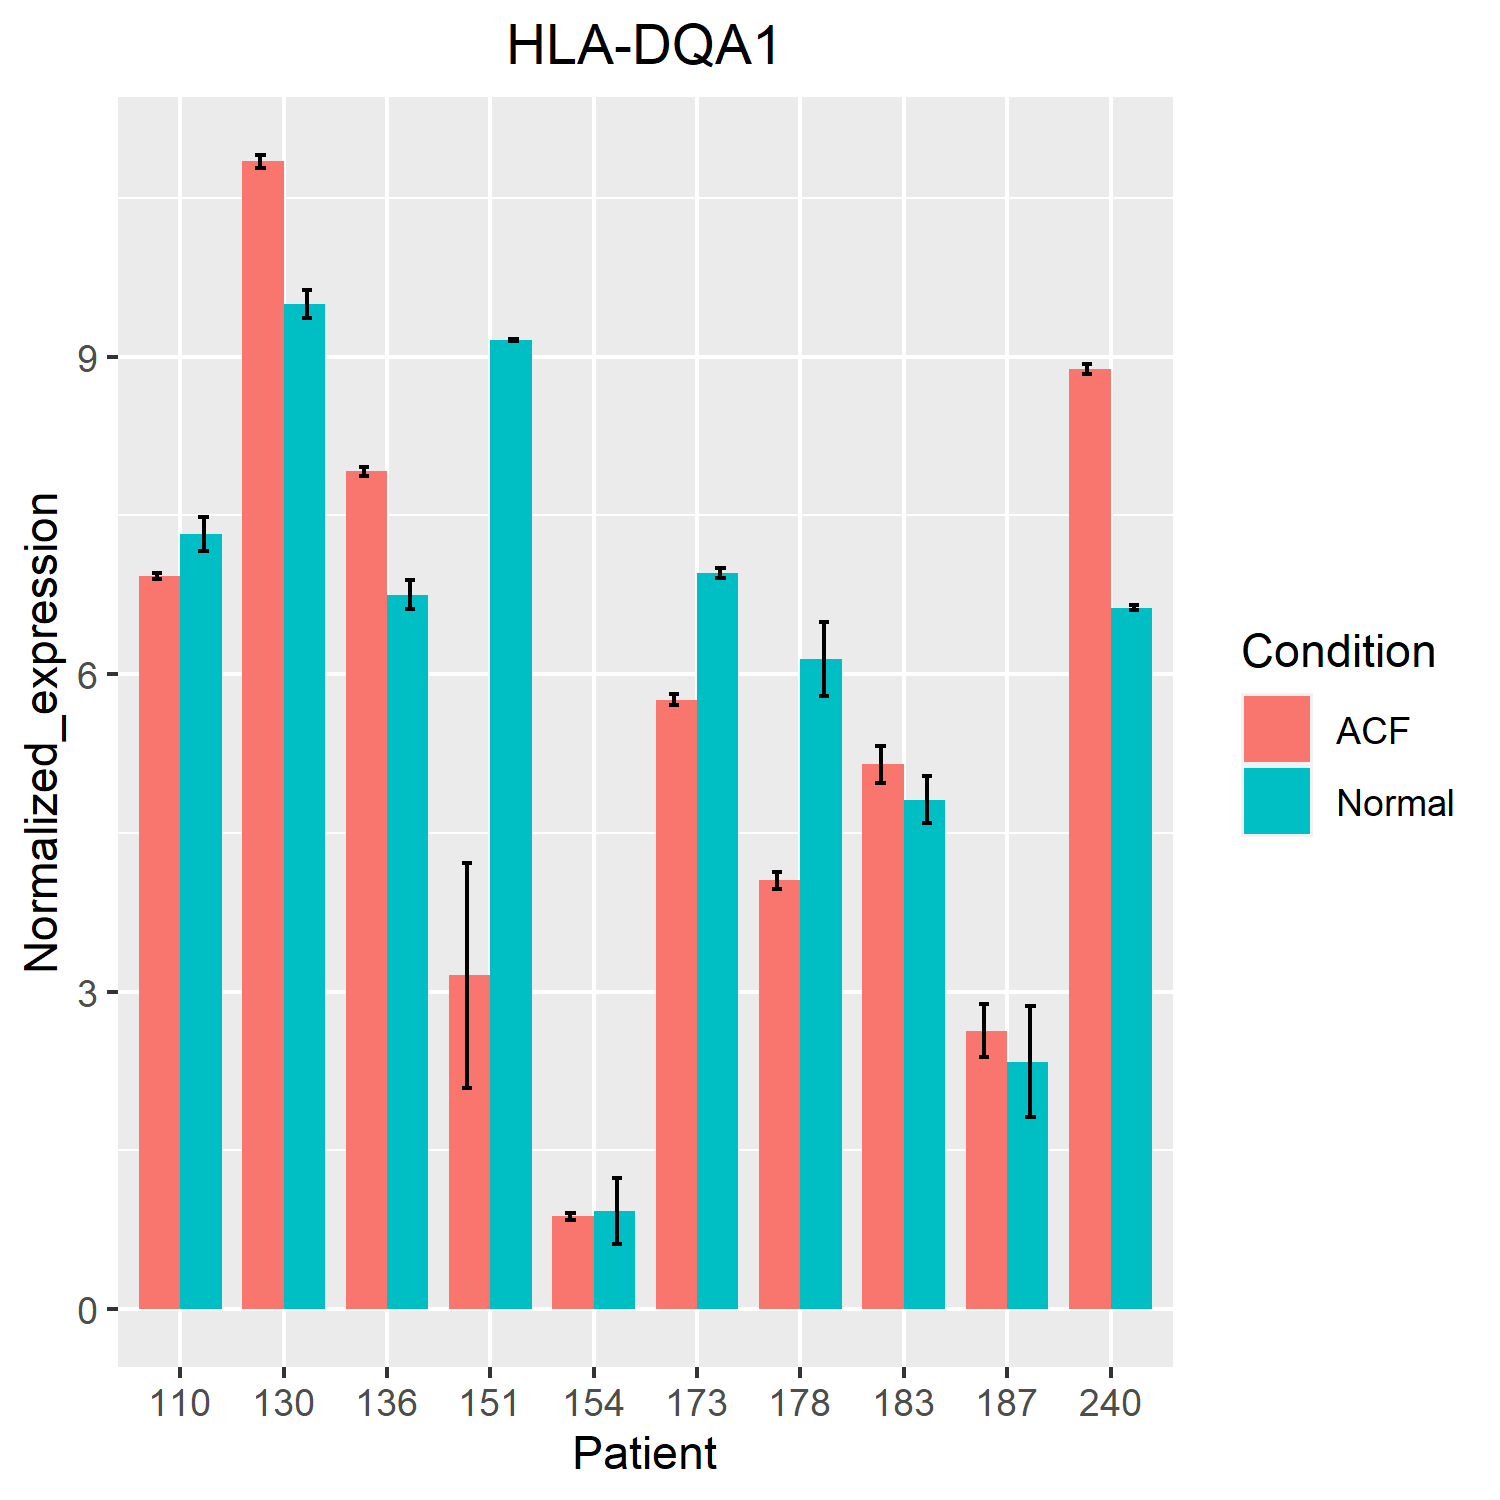 HLA-DQA1
Normalized_expression
9
6
3
0
110 130 136 151 154 173 178 183 187 240
Patient
Condition
ACF
Normal